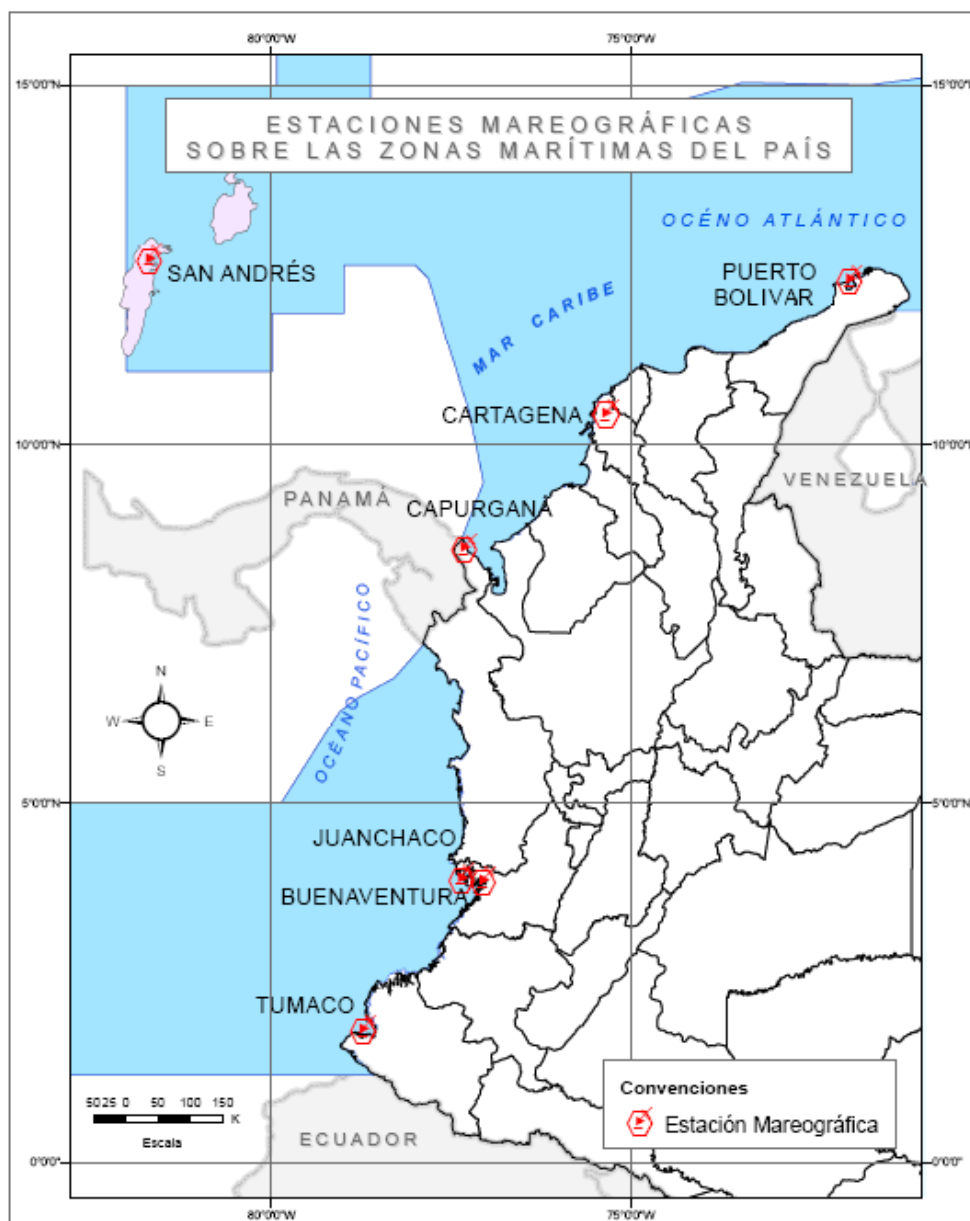 80°0'0"W 75°0'0"W
15°0'0"N 15°0'0"N
ESTACIONES MAREOGRÁFICAS
SOBRE LAS ZONAS MARÍTIMAS DEL PAÍS
OCÉNO ATLÁNTICO
SAN ANDRÉS
PUERTO
BOLIVAR
MAR CARIBE
CARTAGENA
10°0'0"N 10°0'0"N
VENEZUELA
PANAMÁ
CAPURGANÁ
OCÉANO PACÍFICO
N
W E
S
5°0'0"N 5°0'0"N
JUANCHACO
BUENAVENTURA
TUMACO
Convenciones
Estación Mareográfica
5025 0 50 100 150
K
Escala
ECUADOR
0°0'0" 0°0'0"
80°0'0"W 75°0'0"W